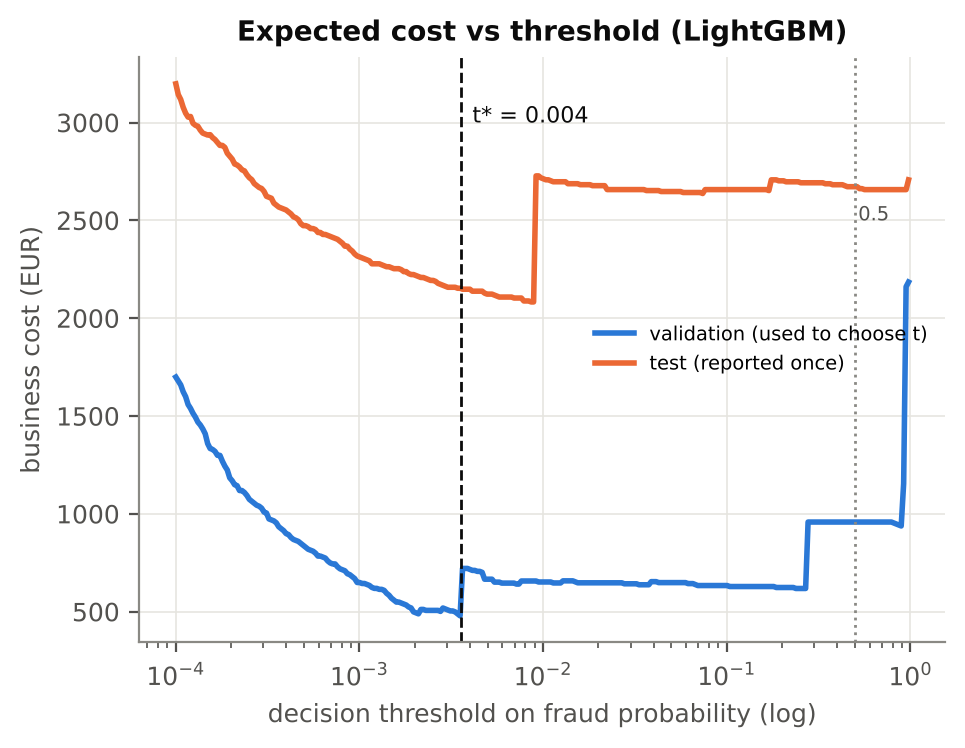 Expected cost vs threshold (LightGBM)
t* = 0.004
0.5
validation (used to choose t)
test (reported once)
business cost (EUR)
3000
2500
2000
1500
1000
500
10⁻⁴ 10⁻³ 10⁻² 10⁻¹ 10⁰
decision threshold on fraud probability (log)